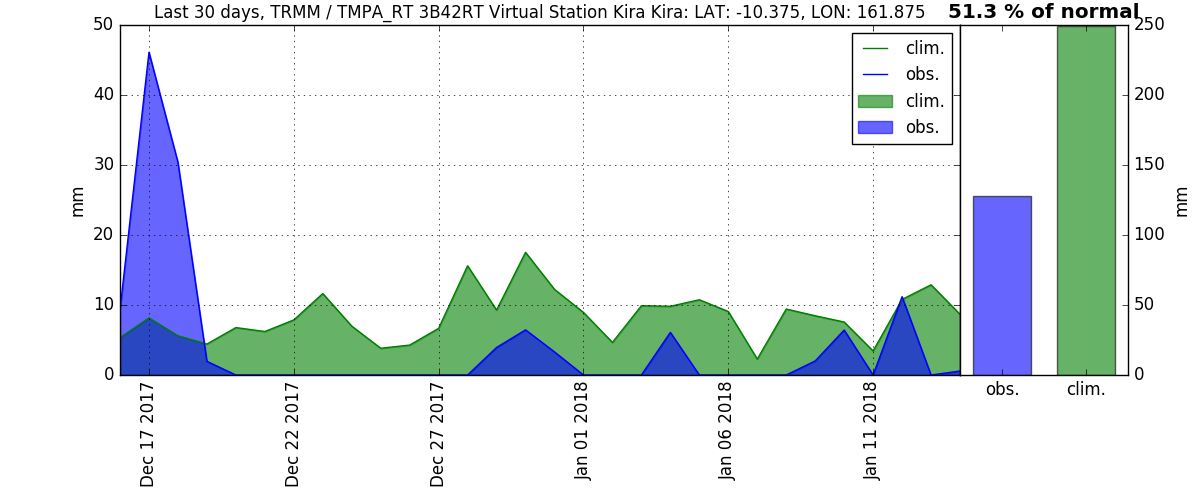 Last 30 days, TRMM / TMPA_RT 3B42RT Virtual Station Kira Kira: LAT: -10.375, LON: 161.875
51.3 % of normal
50
40
30
20
10
0
mm
clim.
obs.
clim.
obs.
250
200
150
100
50
0
mm
Dec 17 2017
Dec 22 2017
Dec 27 2017
Jan 01 2018
Jan 06 2018
Jan 11 2018
obs.
clim.